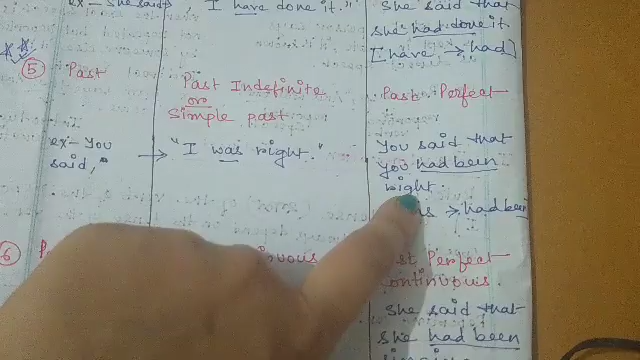 ex- She said, "I have done it."
She said that
she had done it
[have → had]
5 Past
Past Indefinite
or
Simple past
Past Perfect
ex- You
said,"
→ "I was right."
You said that
you had been
right.
→ had been
6
Perfect
continuous.
She said that
she had been